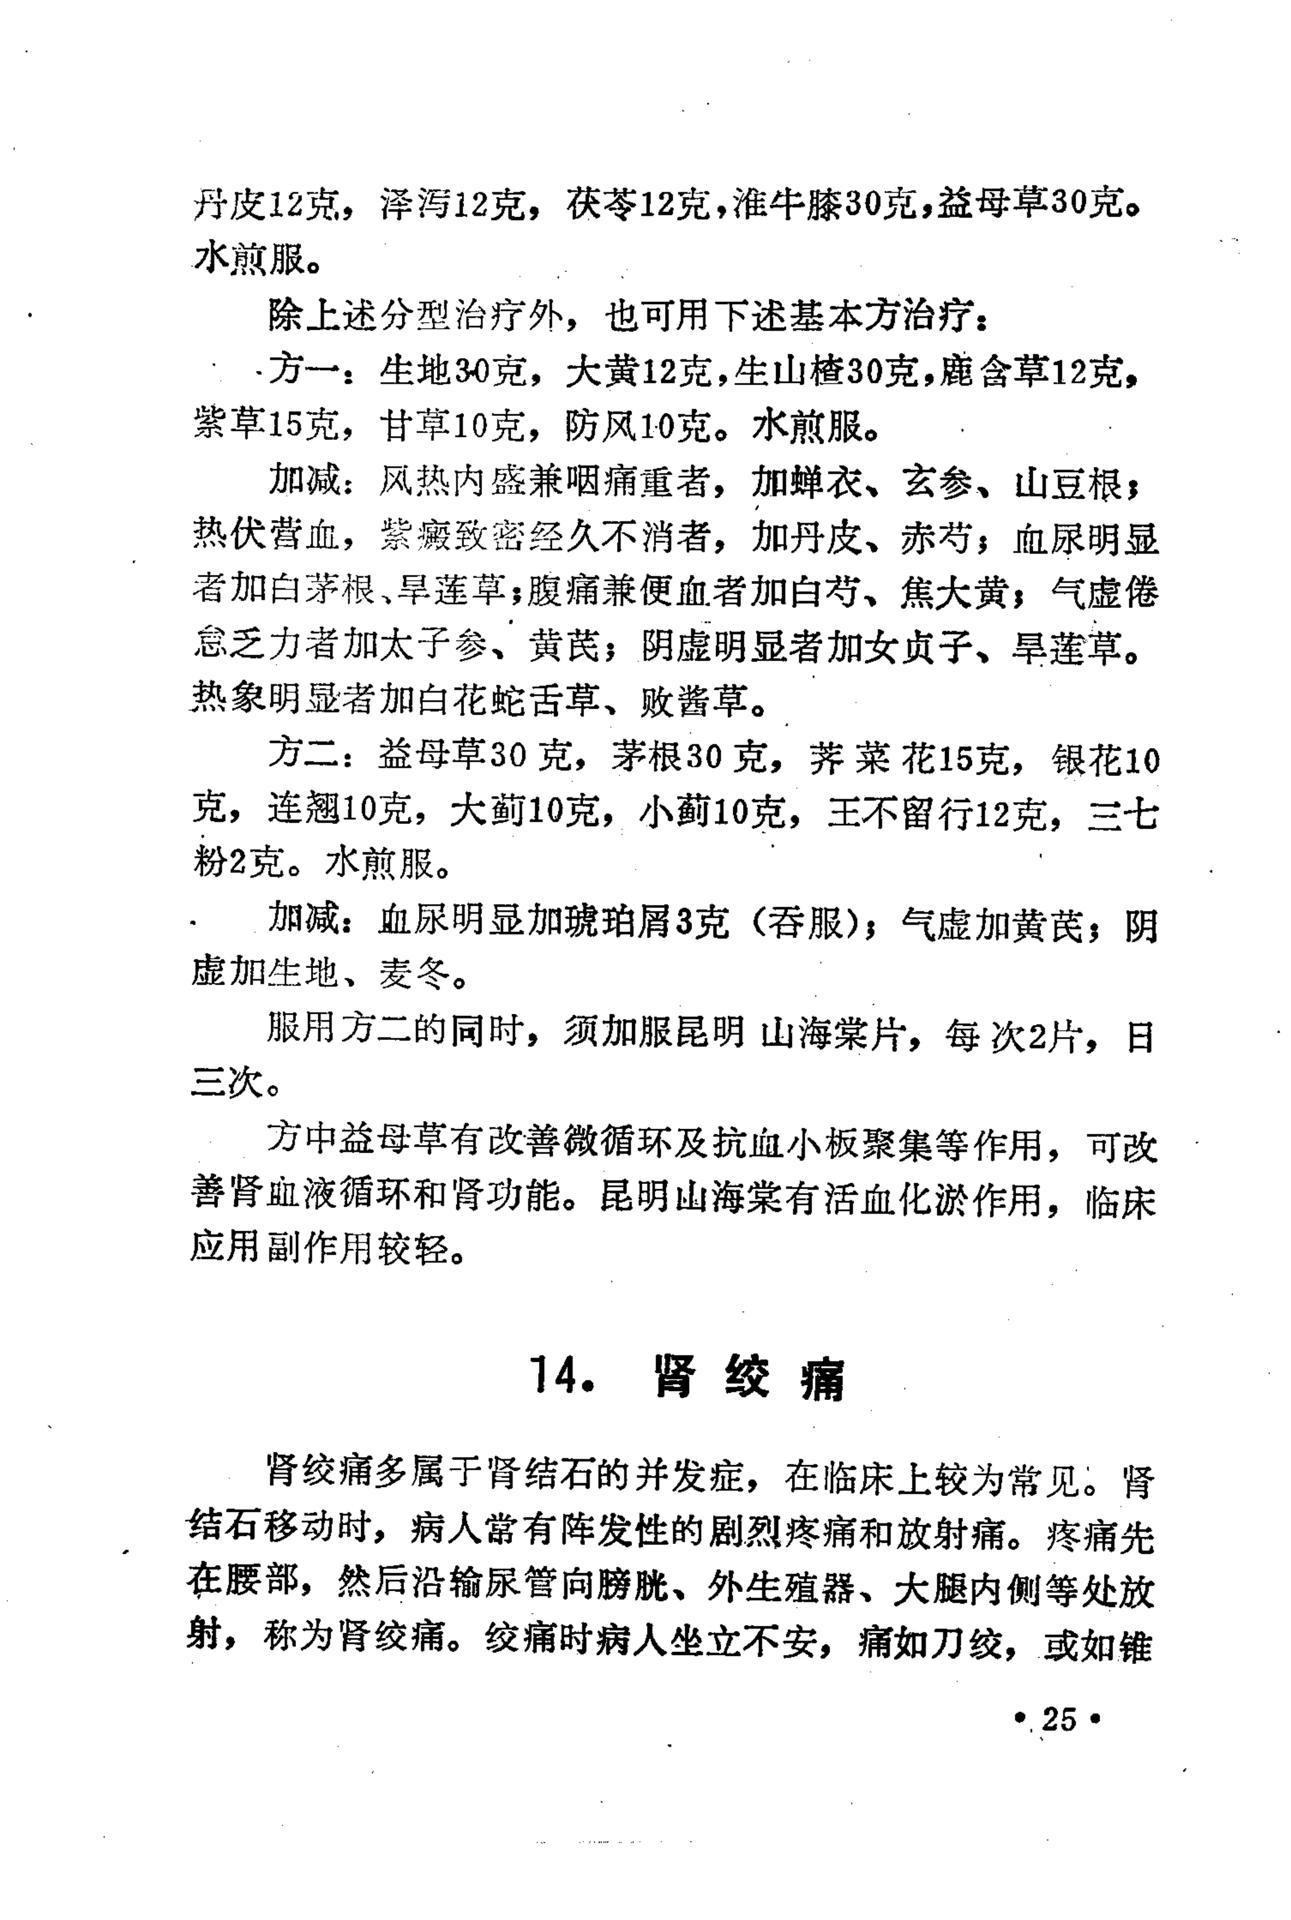 丹皮12克，泽泻12克，茯苓12克，淮牛膝30克，益母草30克。
水煎服。
除上述分型治疗外，也可用下述基本方治疗：
方一：生地30克，大黄12克，生山楂30克，鹿含草12克，
紫草15克，甘草10克，防风10克。水煎服。
加减：风热内盛兼咽痛重者，加蝉衣、玄参、山豆根；
热伏营血，紫癜致密经久不消者，加丹皮、赤芍；血尿明显
者加白茅根、旱莲草；腹痛兼便血者加白芍、焦大黄；气虚倦
怠乏力者加太子参、黄芪；阴虚明显者加女贞子、旱莲草。
热象明显者加白花蛇舌草、败酱草。
方二：益母草30克，茅根30克，荠菜花15克，银花10
克，连翘10克，大蓟10克，小蓟10克，王不留行12克，三七
粉2克。水煎服。
加减：血尿明显加琥珀屑3克（吞服）；气虚加黄芪；阴
虚加生地、麦冬。
服用方二的同时，须加服昆明山海棠片，每次2片，日
三次。
方中益母草有改善微循环及抗血小板聚集等作用，可改
善肾血液循环和肾功能。昆明山海棠有活血化淤作用，临床
应用副作用较轻。
14．肾绞痛
肾绞痛多属于肾结石的并发症，在临床上较为常见。肾
结石移动时，病人常有阵发性的剧烈疼痛和放射痛。疼痛先
在腰部，然后沿输尿管向膀胱、外生殖器、大腿内侧等处放
射，称为肾绞痛。绞痛时病人坐立不安，痛如刀绞，或如锥
• 25 •